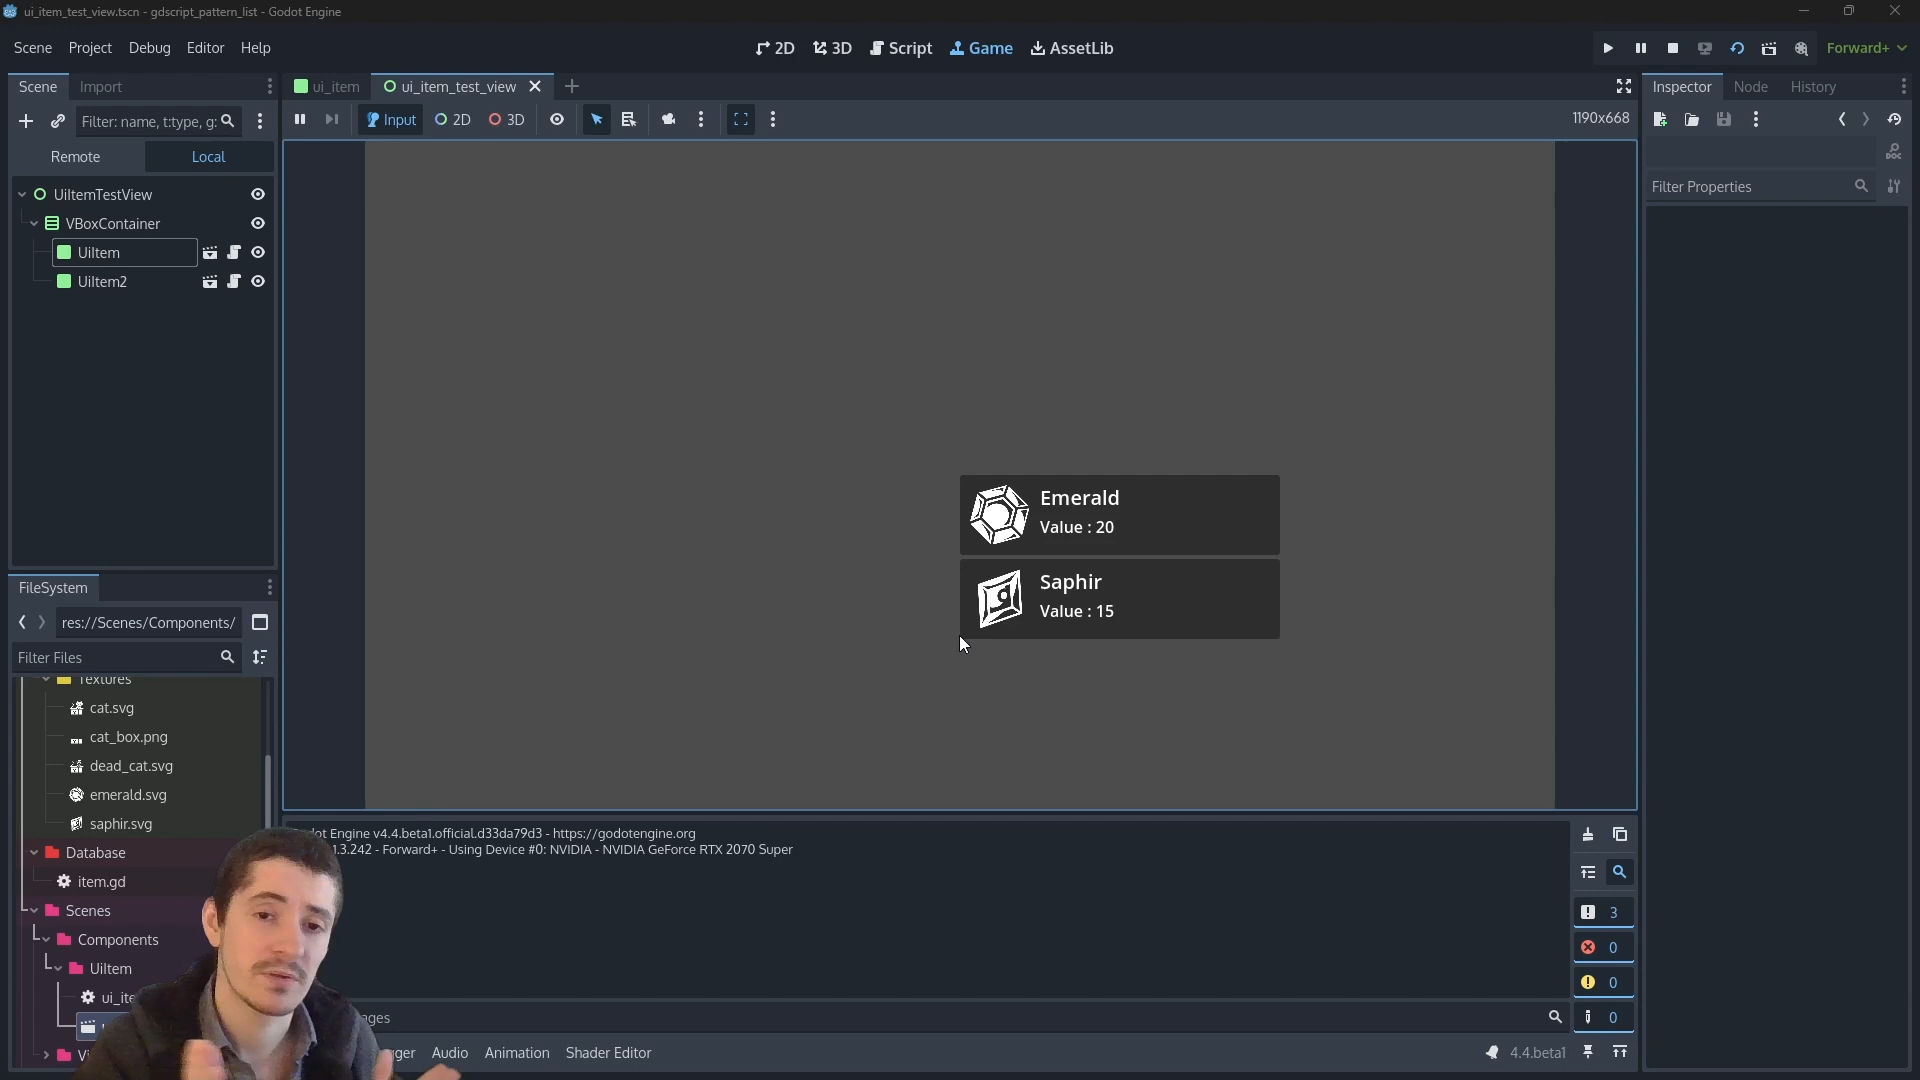 ui_item_test_view.tscn - gdscript_pattern_list - Godot Engine
Scene Project Debug Editor Help
2D 3D Script Game AssetLib
Forward+
Scene Import
ui_item ui_item_test_view
Inspector Node History
Filter: name, t:type, g:
Input 2D 3D
1190x668
Remote Local
Filter Properties
UiItemTestView
VBoxContainer
UiItem
UiItem2
Emerald
Value : 20
Saphir
Value : 15
FileSystem
res://Scenes/Components/
Filter Files
Textures
cat.svg
cat_box.png
dead_cat.svg
emerald.svg
saphir.svg
Database
item.gd
Scenes
Components
UiItem
Engine v4.4.beta1.official.d33da79d3 - https://godotengine.org
1.3.242 - Forward+ - Using Device #0: NVIDIA - NVIDIA GeForce RTX 2070 Super
3
0
0
0
Audio Animation Shader Editor
4.4.beta1